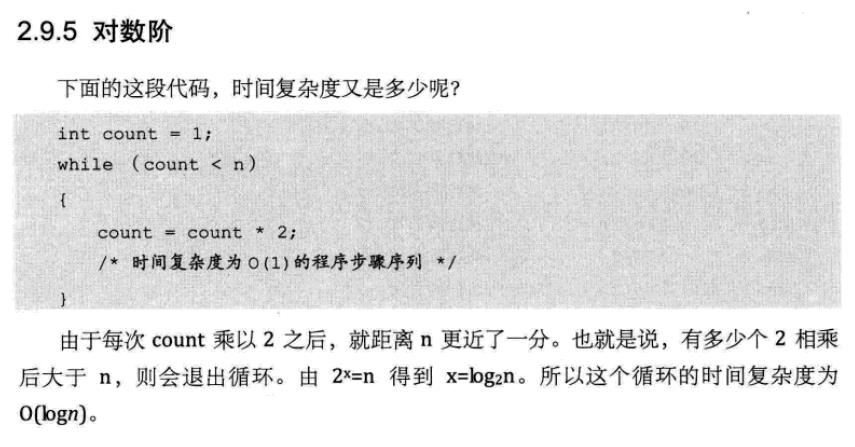 2.9.5 对数阶
下面的这段代码，时间复杂度又是多少呢？
int count = 1;
while （count < n）
{
count = count * 2;
/* 时间复杂度为 O(1)的程序步骤序列 */
}
由于每次 count 乘以 2 之后，就距离 n 更近了一分。也就是说，有多少个 2 相乘
后大于 n，则会退出循环。由 2ˣ=n 得到 x=log₂n。所以这个循环的时间复杂度为
O(logn)。